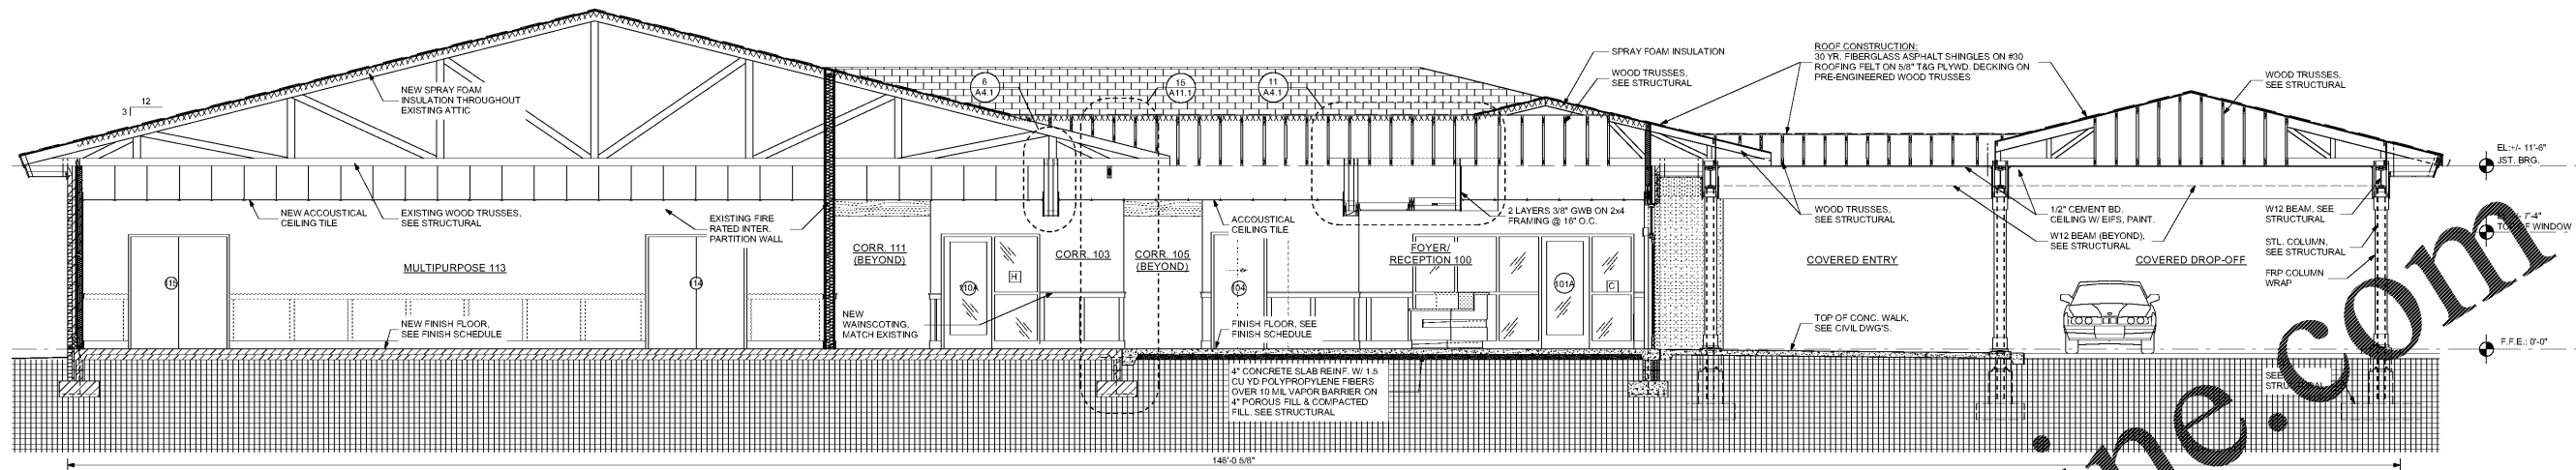 12
3
NEW SPRAY FOAM
INSULATION THROUGHOUT
EXISTING ATTIC
6
A4.1
15
A11.1
11
A4.1
SPRAY FOAM INSULATION
WOOD TRUSSES,
SEE STRUCTURAL
ROOF CONSTRUCTION:
30 YR. FIBERGLASS ASPHALT SHINGLES ON #30
ROOFING FELT ON 5/8" T&G PLYWD. DECKING ON
PRE-ENGINEERED WOOD TRUSSES
WOOD TRUSSES,
SEE STRUCTURAL
EL:+/- 11'-6"
JST. BRG.
NEW ACCOUSTICAL
CEILING TILE
EXISTING WOOD TRUSSES,
SEE STRUCTURAL
EXISTING FIRE
RATED INTER.
PARTITION WALL
ACCOUSTICAL
CEILING TILE
2 LAYERS 3/8" GWB ON 2x4
FRAMING @ 16" O.C.
WOOD TRUSSES,
SEE STRUCTURAL
1/2" CEMENT BD.
CEILING W/ EIFS, PAINT.
W12 BEAM (BEYOND),
SEE STRUCTURAL
W12 BEAM, SEE
STRUCTURAL
7'-4"
WINDOW
STL. COLUMN,
SEE STRUCTURAL
FRP COLUMN
WRAP
MULTIPURPOSE 113
CORR. 111
(BEYOND)
CORR. 103
CORR. 105
(BEYOND)
FOYER/
RECEPTION 100
COVERED ENTRY
COVERED DROP-OFF
115
114
110A
H
104
101A
C
NEW FINISH FLOOR,
SEE FINISH SCHEDULE
NEW
WAINSCOTING,
MATCH EXISTING
FINISH FLOOR, SEE
FINISH SCHEDULE
TOP OF CONC. WALK,
SEE CIVIL DWG'S.
F.F.E.: 0'-0"
4" CONCRETE SLAB REINF. W/ 1.5
CU YD POLYPROPYLENE FIBERS
OVER 10 MIL VAPOR BARRIER ON
4" POROUS FILL & COMPACTED
FILL. SEE STRUCTURAL
SEE
STRUCTURAL
146'-0 5/8"
ne.com